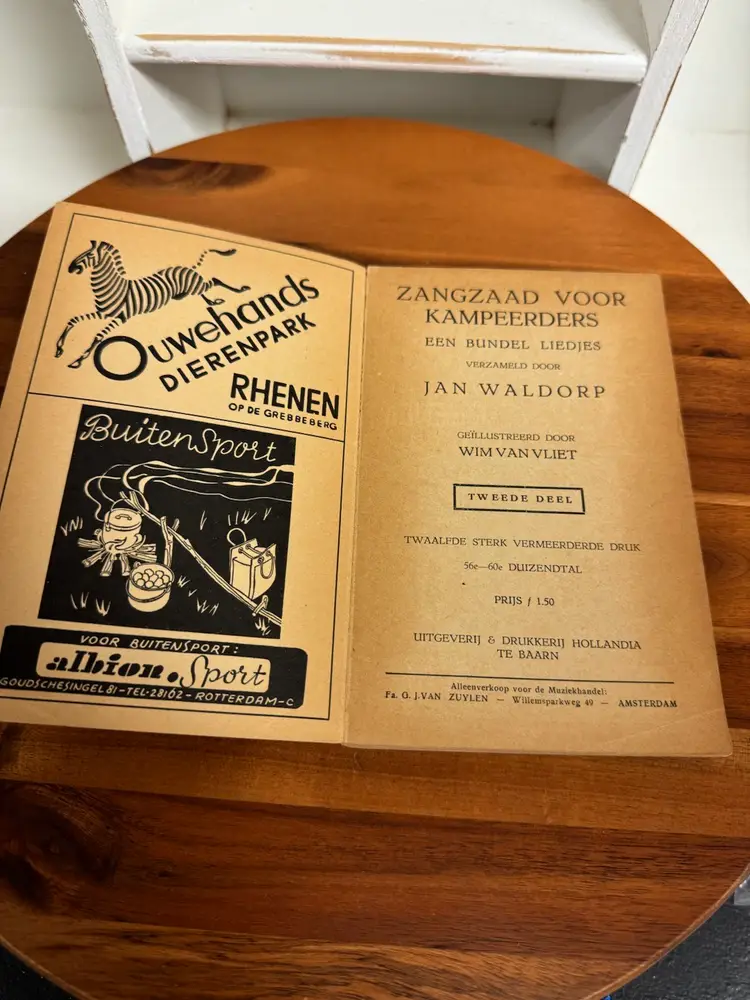 Ouwehands
DIERENPARK
RHENEN
OP DE GREBBEBERG
BuitenSport
VOOR BUITENSPORT:
albion. Sport
GOUDSCHESINGEL 81-TEL-28162-ROTTERDAM-C
ZANGZAAD VOOR
KAMPEERDERS
EEN BUNDEL LIEDJES
VERZAMELD DOOR
JAN WALDORP
GEÏLLUSTREERD DOOR
WIM VAN VLIET
TWEEDE DEEL
TWAALFDE STERK VERMEERDERDE DRUK
56e—60e DUIZENDTAL
PRIJS ƒ 1.50
UITGEVERIJ & DRUKKERIJ HOLLANDIA
TE BAARN
Alleenverkoop voor de Muziekhandel:
Fa. G. J. VAN ZUYLEN — Willemsparkweg 49 — AMSTERDAM